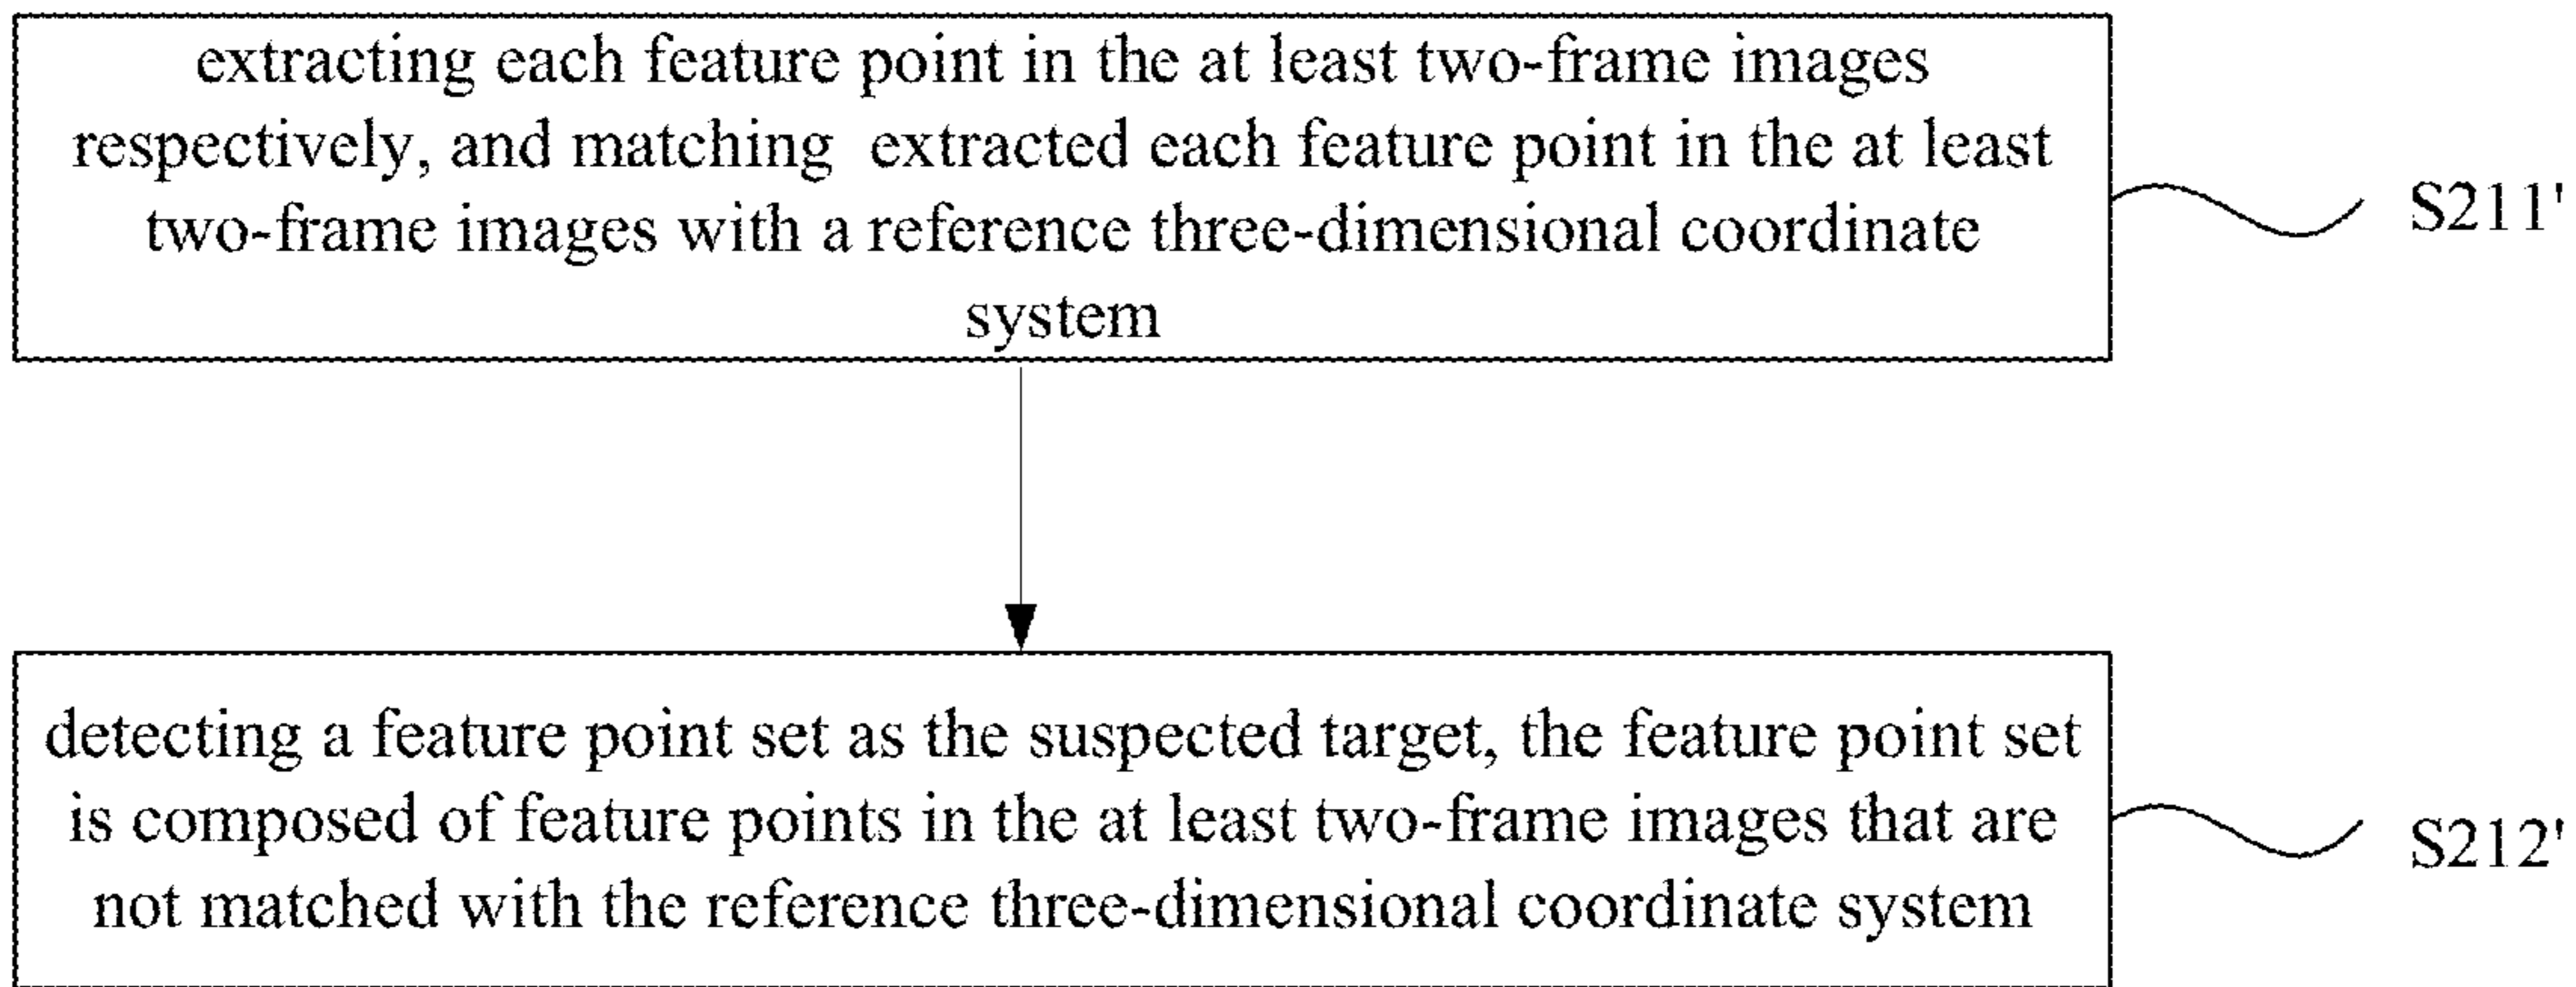 extracting each feature point in the at least two-frame images
respectively, and matching extracted each feature point in the at least
two-frame images with a reference three-dimensional coordinate
system
S211'
detecting a feature point set as the suspected target, the feature point set
is composed of feature points in the at least two-frame images that are
not matched with the reference three-dimensional coordinate system
S212'